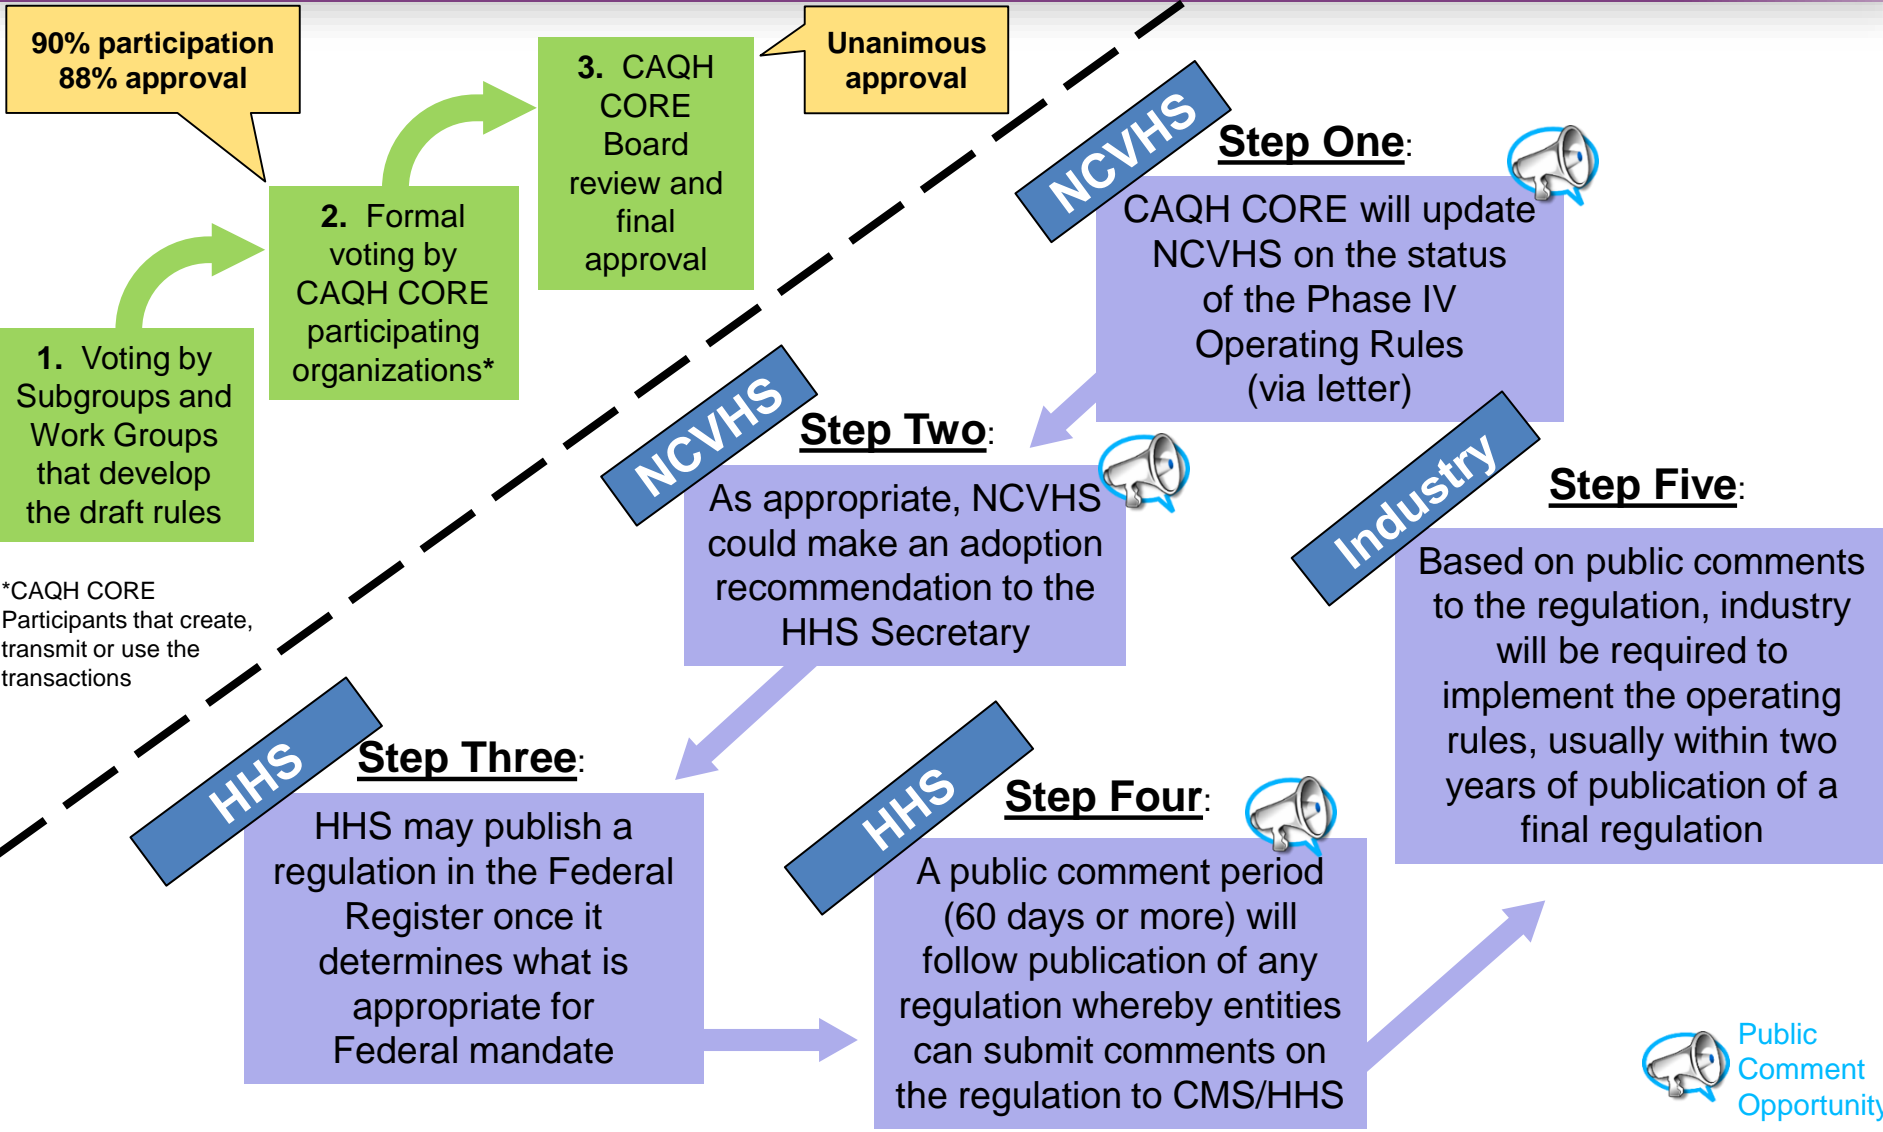 90% participation
88% approval
1. Voting by
Subgroups and
Work Groups
that develop
the draft rules
2. Formal
voting by
CAQH CORE
participating
organizations*
3. CAQH
CORE
Board
review and
final
approval
Unanimous
approval
*CAQH CORE
Participants that create,
transmit or use the
transactions
NCVHS
Step One:
CAQH CORE will update
NCVHS on the status
of the Phase IV
Operating Rules
(via letter)
NCVHS
Step Two:
As appropriate, NCVHS
could make an adoption
recommendation to the
HHS Secretary
HHS
Step Three:
HHS may publish a
regulation in the Federal
Register once it
determines what is
appropriate for
Federal mandate
HHS
Step Four:
A public comment period
(60 days or more) will
follow publication of any
regulation whereby entities
can submit comments on
the regulation to CMS/HHS
Industry
Step Five:
Based on public comments
to the regulation, industry
will be required to
implement the operating
rules, usually within two
years of publication of a
final regulation
Public
Comment
Opportunity